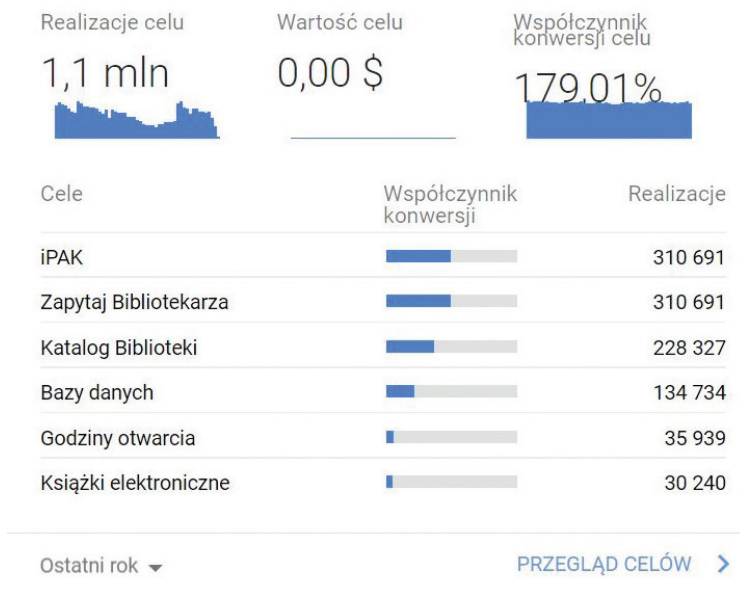 Realizacje celu
1,1 mln
Wartość celu
0,00 $
Współczynnik
konwersji celu
179,01%
Cele Współczynnik konwersji Realizacje
iPAK 310 691
Zapytaj Bibliotekarza 310 691
Katalog Biblioteki 228 327
Bazy danych 134 734
Godziny otwarcia 35 939
Książki elektroniczne 30 240
Ostatni rok PRZEGLĄD CELÓW